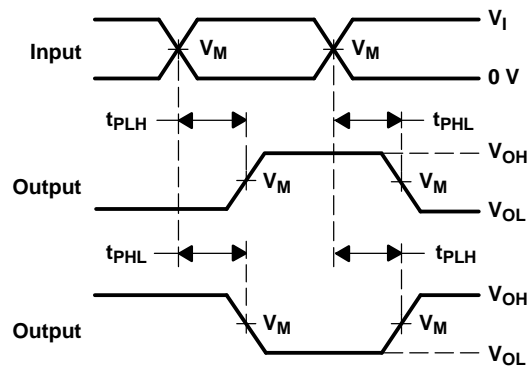 V_I
Input V_M V_M
0 V
t_PLH t_PHL
V_OH
Output V_M V_M
V_OL
t_PHL t_PLH
V_OH
Output V_M V_M
V_OL